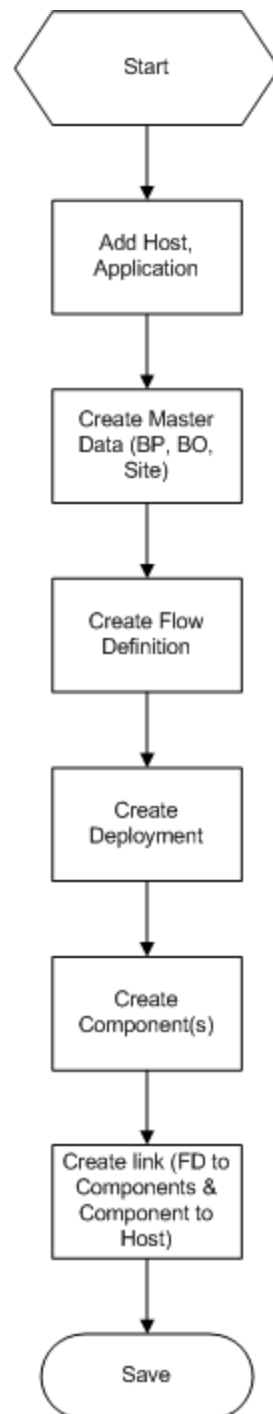 Start
Add Host,
Application
Create Master
Data (BP, BO,
Site)
Create Flow
Definition
Create
Deployment
Create
Component(s)
Create link (FD to
Components &
Component to
Host)
Save